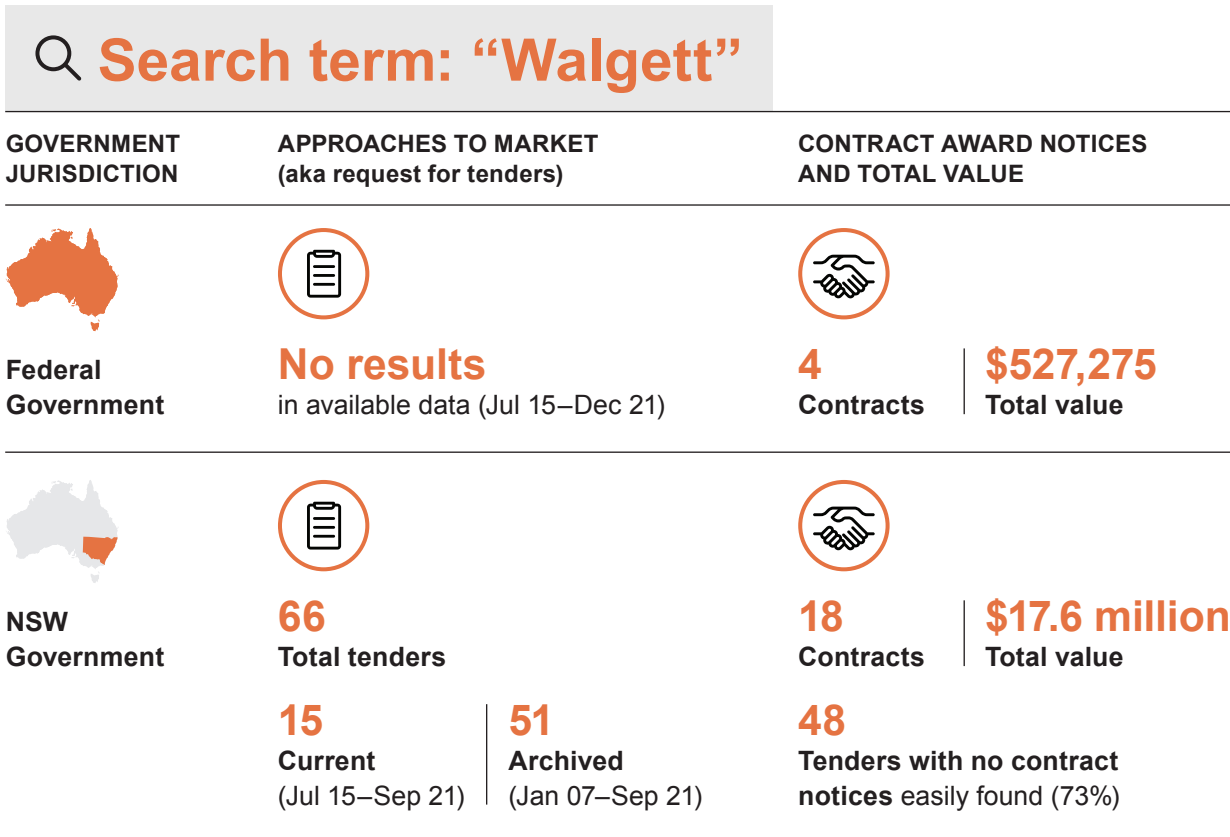 Search term: “Walgett”
GOVERNMENT JURISDICTION
APPROACHES TO MARKET
(aka request for tenders)
CONTRACT AWARD NOTICES
AND TOTAL VALUE
Federal
Government
No results
in available data (Jul 15–Dec 21)
4
Contracts
$527,275
Total value
NSW
Government
66
Total tenders
15
Current
(Jul 15–Sep 21)
51
Archived
(Jan 07–Sep 21)
18
Contracts
$17.6 million
Total value
48
Tenders with no contract
notices easily found (73%)